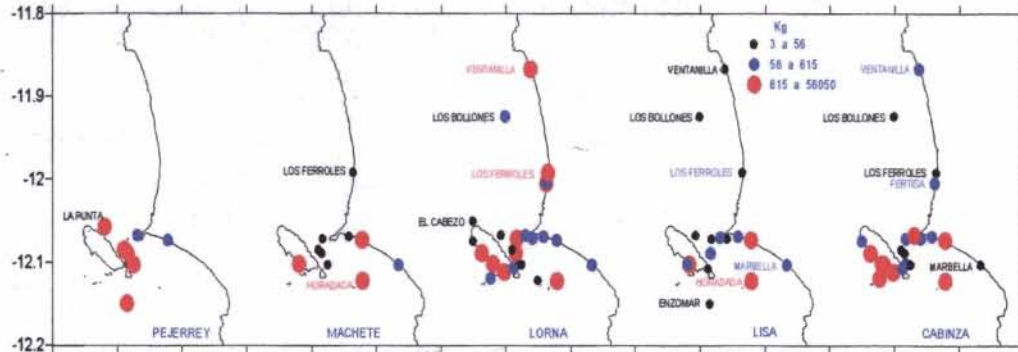 -11.8
-11.9
-12
-12.1
-12.2
LA PUNTA
PEJERREY
LOS FERROLES
HORADADA
MACHETE
VENTANILLA
LOS BOLLONES
LOS FERROLES
EL CABEZO
LORNA
VENTANILLA
LOS BOLLONES
LOS FERROLES
MARBELLA
HORADADA
ENZOMAR
LISA
Kg
3 a 56
56 a 615
615 a 56050
VENTANILLA
LOS BOLLONES
LOS FERROLES
FERTISA
MARBELLA
CABINZA